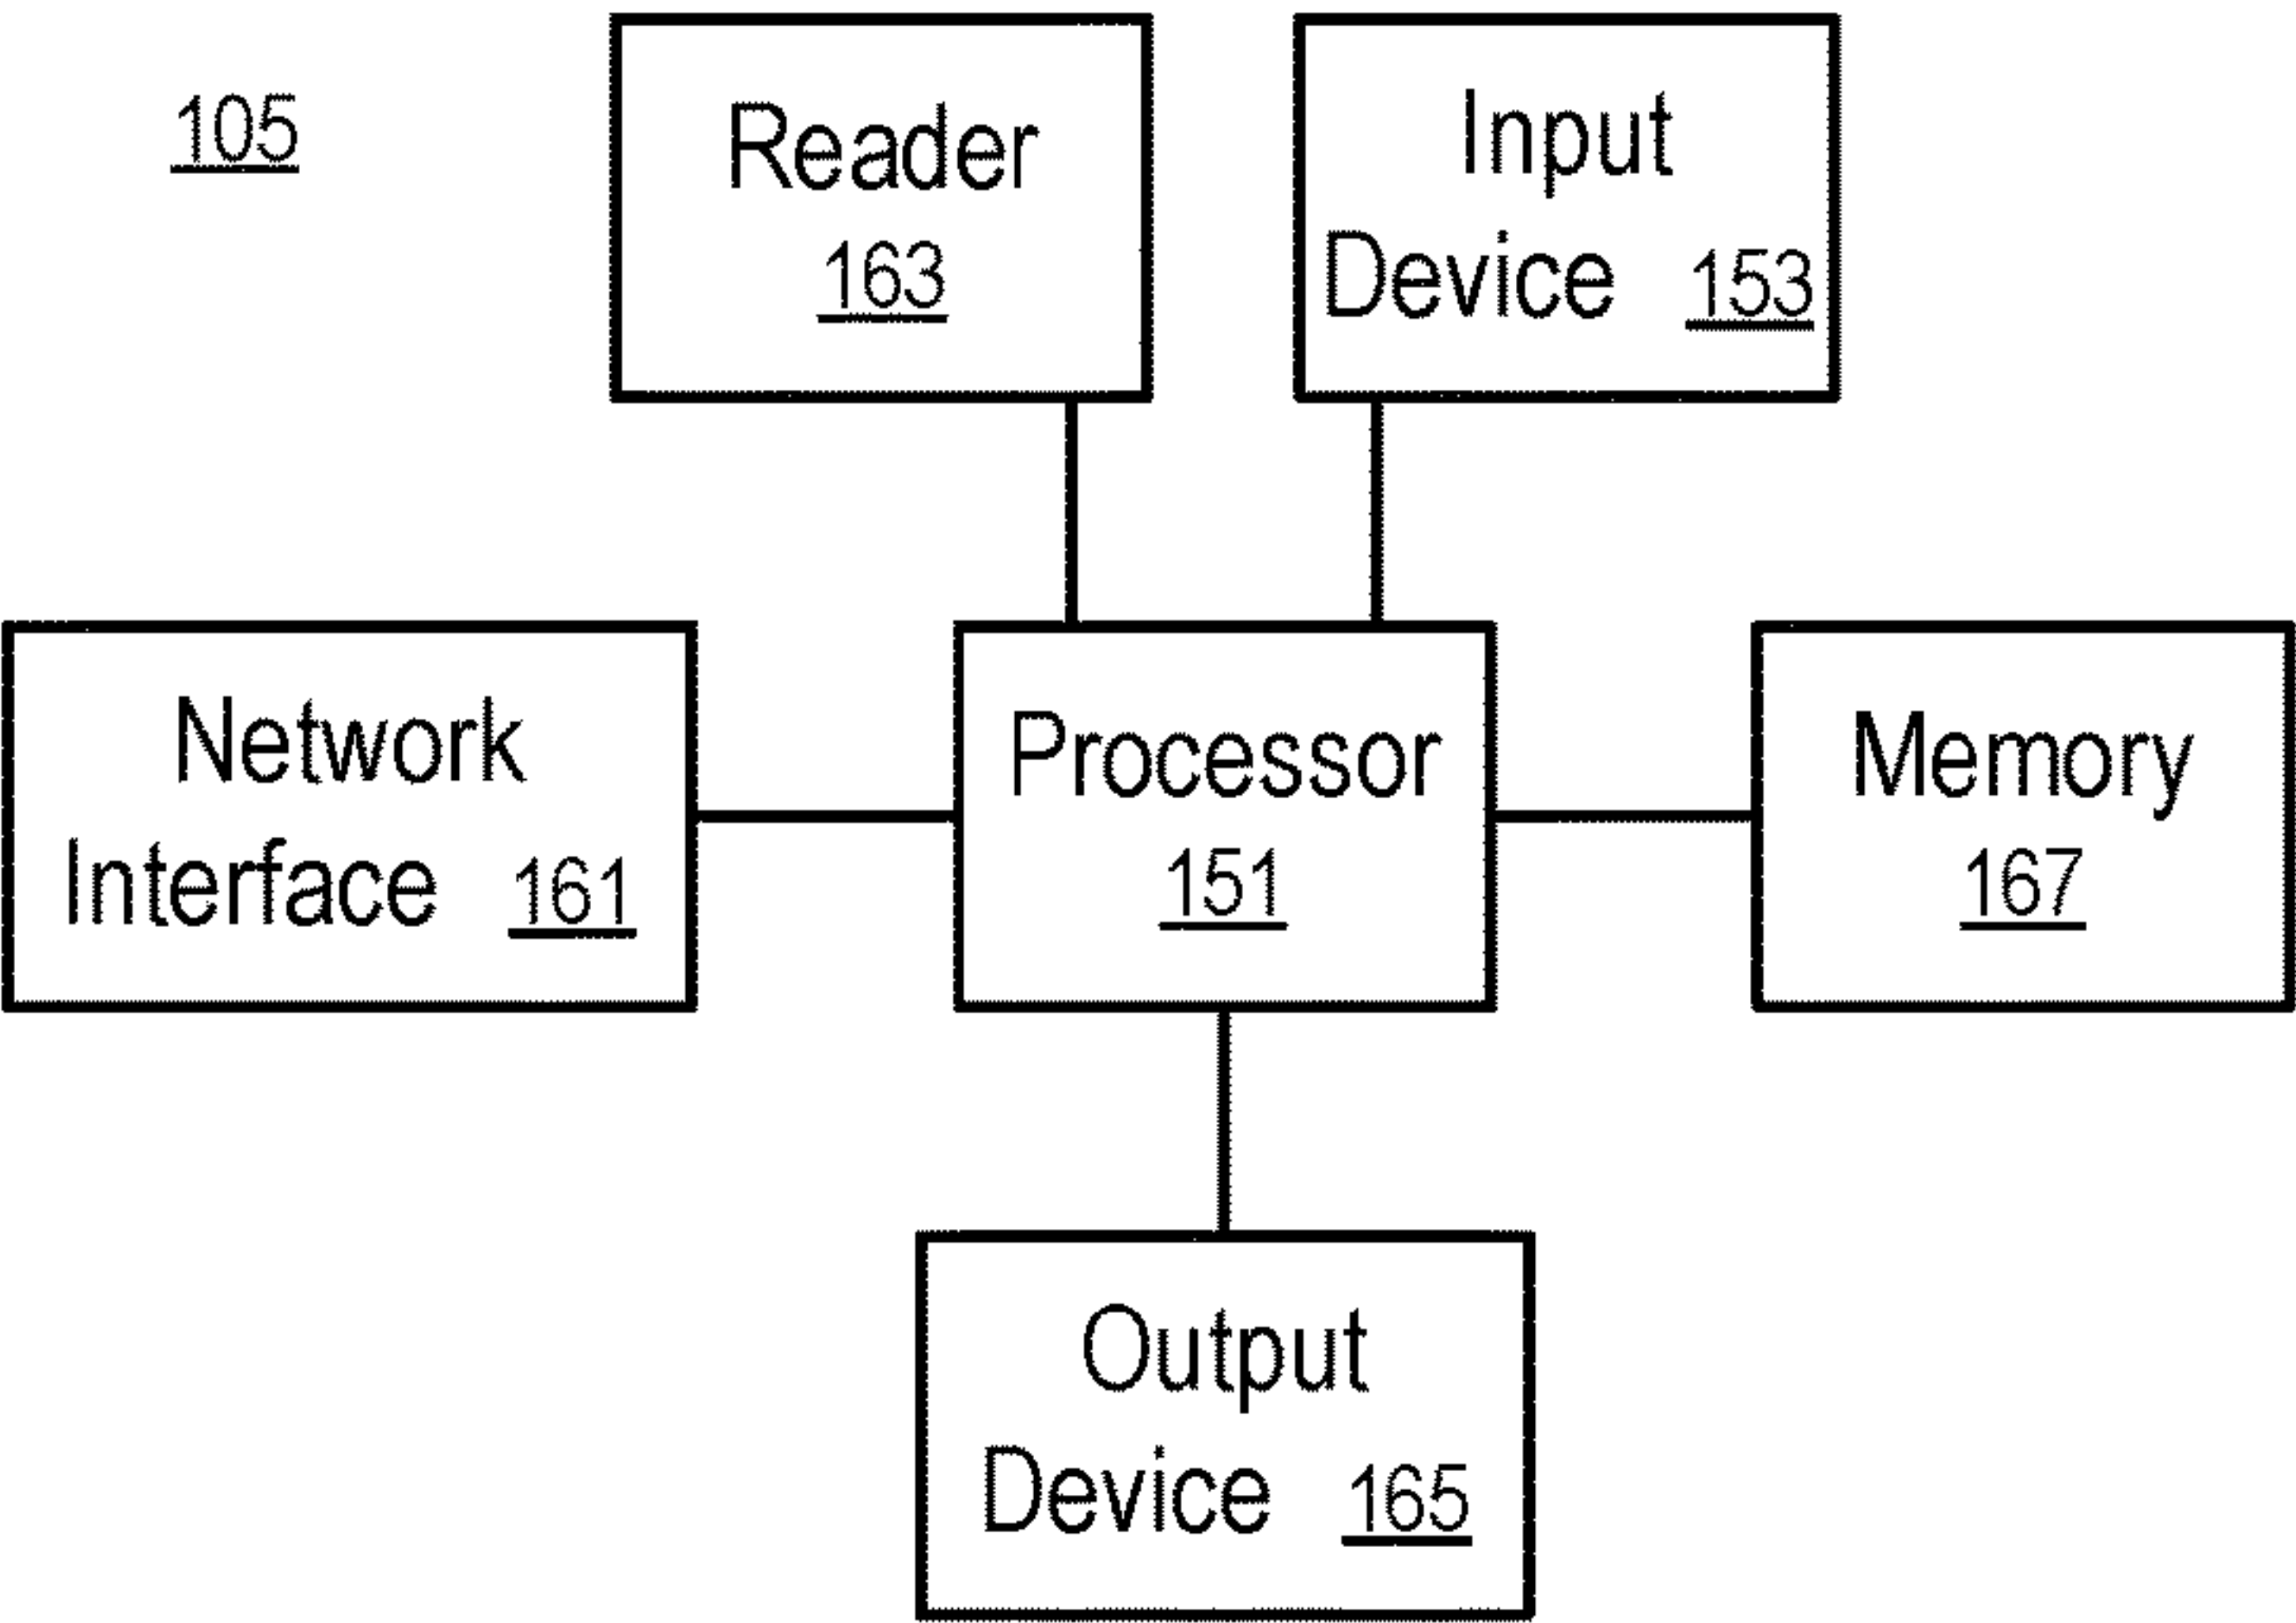 105
Reader
163
Input
Device 153
Network
Interface 161
Processor
151
Memory
167
Output
Device 165